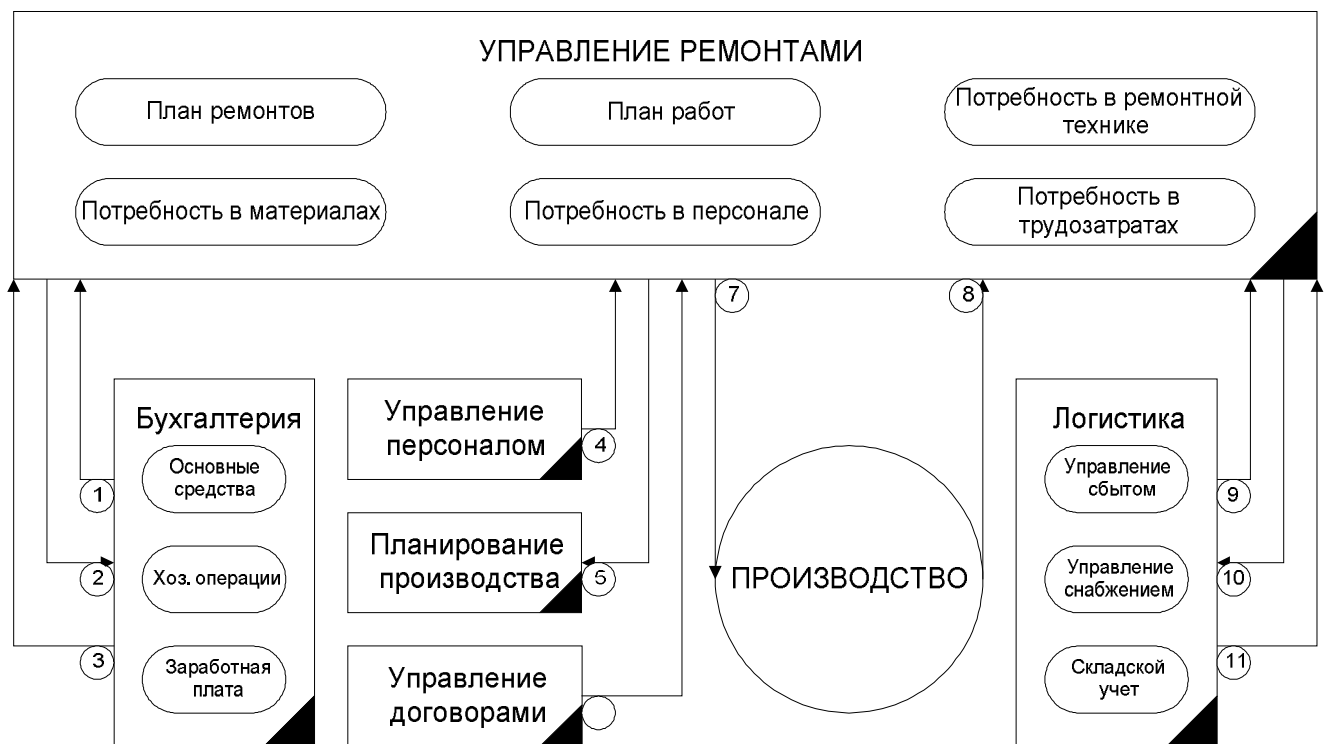 УПРАВЛЕНИЕ РЕМОНТАМИ
План ремонтов
План работ
Потребность в ремонтной
технике
Потребность в материалах
Потребность в персонале
Потребность в
трудозатратах
7
8
Бухгалтерия
Основные
средства
1
Хоз. операции
2
Заработная
плата
3
Управление
персоналом
4
Планирование
производства
5
Управление
договорами
ПРОИЗВОДСТВО
Логистика
Управление
сбытом
9
Управление
снабжением
10
Складской
учет
11